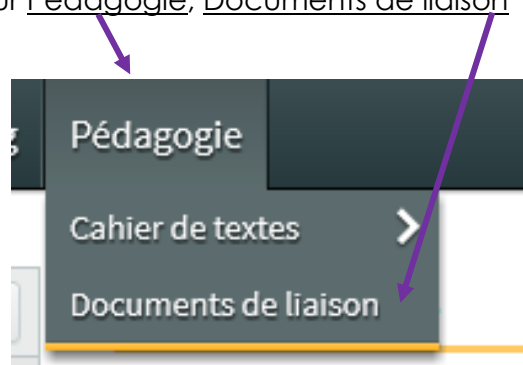 Pédagogie, Documents de liaison
Pédagogie
Cahier de textes
Documents de liaison